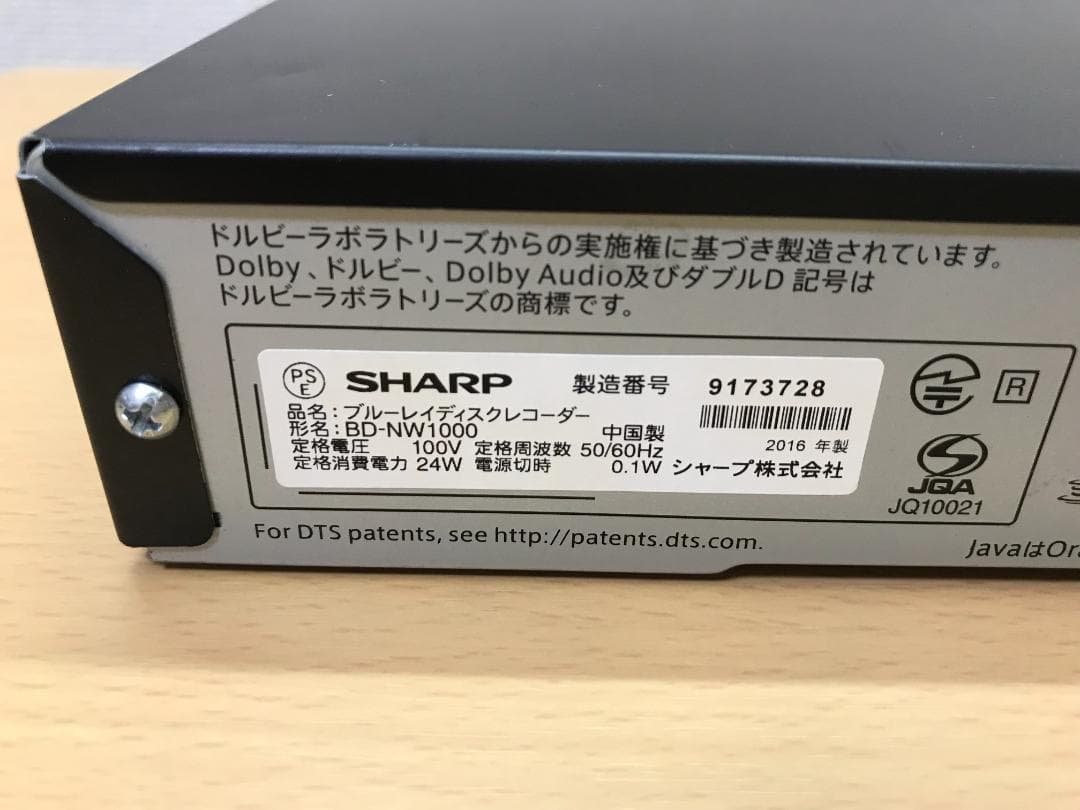 ドルビーラボラトリーズからの実施権に基づき製造されています。
Dolby、ドルビー、Dolby Audio及びダブルD 記号は
ドルビーラボラトリーズの商標です。
PS
E
SHARP 製造番号 9173728
品名:ブルーレイディスクレコーダー
形名:BD-NW1000 中国製
定格電圧 100V 定格周波数 50/60Hz 2016 年製
定格消費電力 24W 電源切時 0.1W シャープ株式会社
R
JQA
JQ10021
For DTS patents, see http://patents.dts.com.
JavaはOra